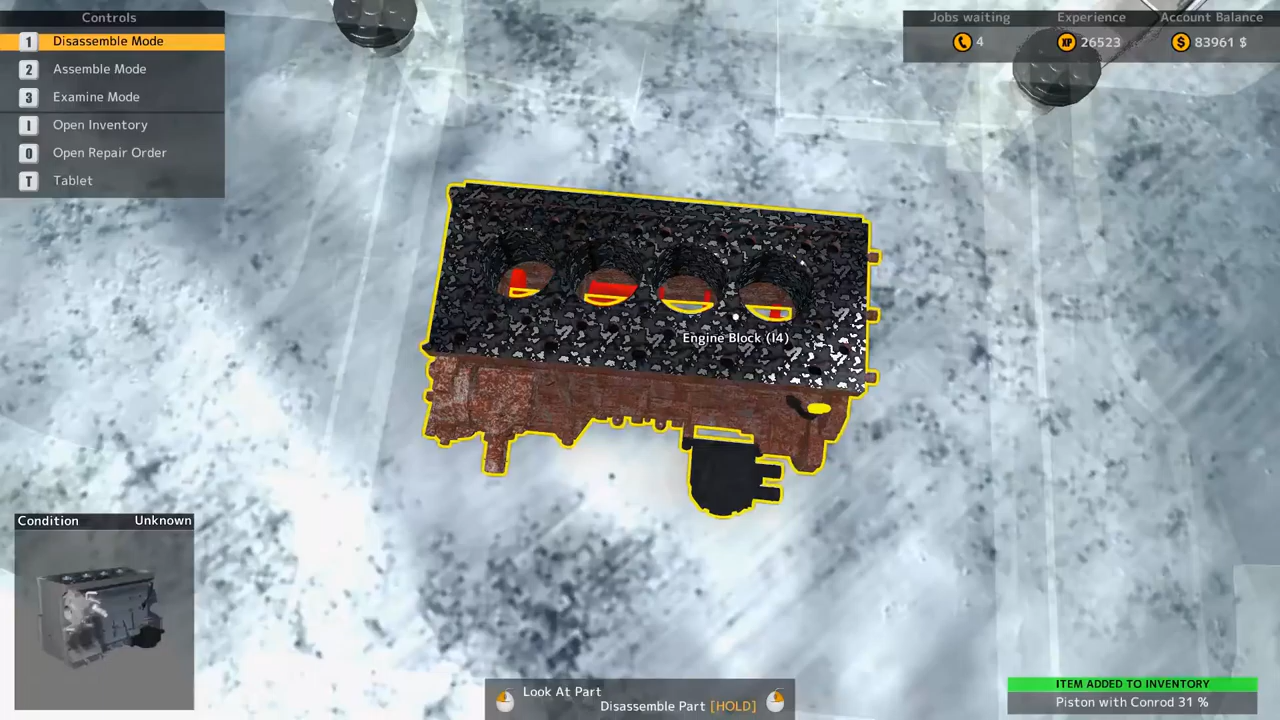 Controls
1 Disassemble Mode
2 Assemble Mode
3 Examine Mode
I Open Inventory
O Open Repair Order
T Tablet
Jobs waiting Experience Account Balance
4 XP 26523 $ 83961 $
Engine Block (I4)
Condition Unknown
Look At Part
Disassemble Part [HOLD]
ITEM ADDED TO INVENTORY
Piston with Conrod 31 %